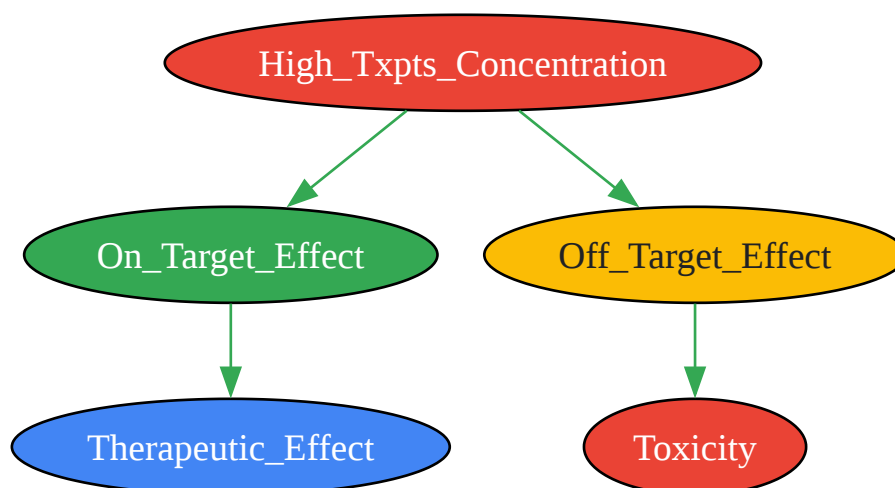 High_Txpts_Concentration
On_Target_Effect
Off_Target_Effect
Therapeutic_Effect
Toxicity